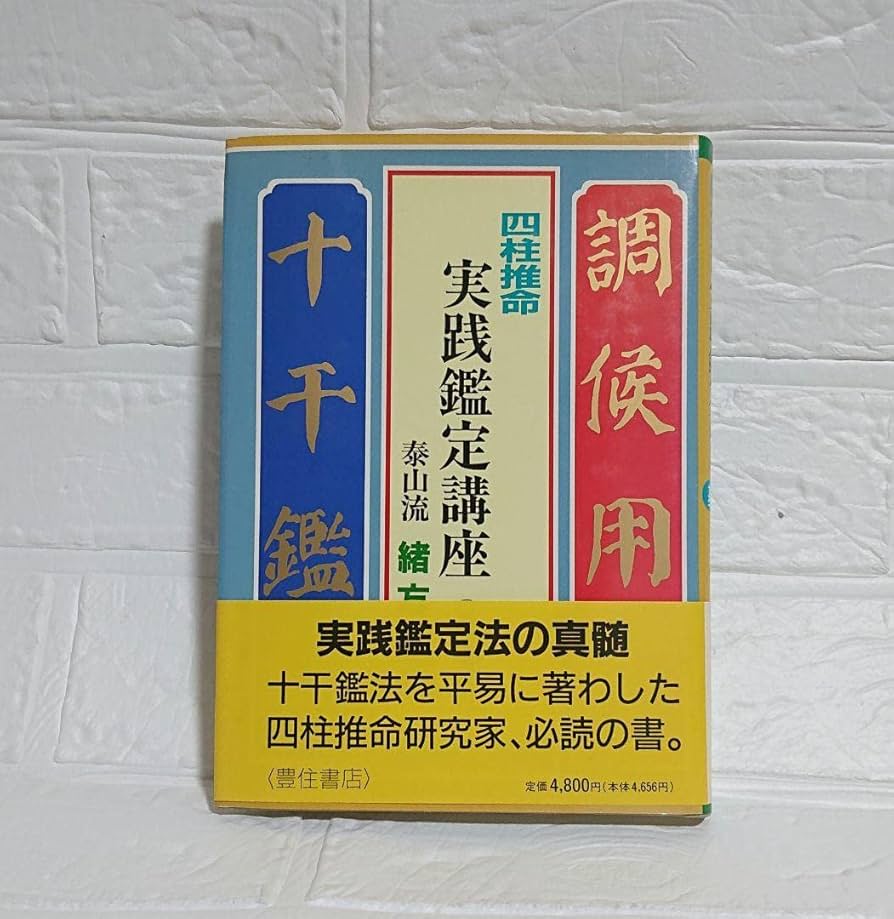 調候用
四柱推命
実践鑑定講座
泰山流 緒方
十干鑑
実践鑑定法の真髄
十干鑑法を平易に著わした
四柱推命研究家、必読の書。
〈豊住書店〉
定価4,800円(本体4,656円)